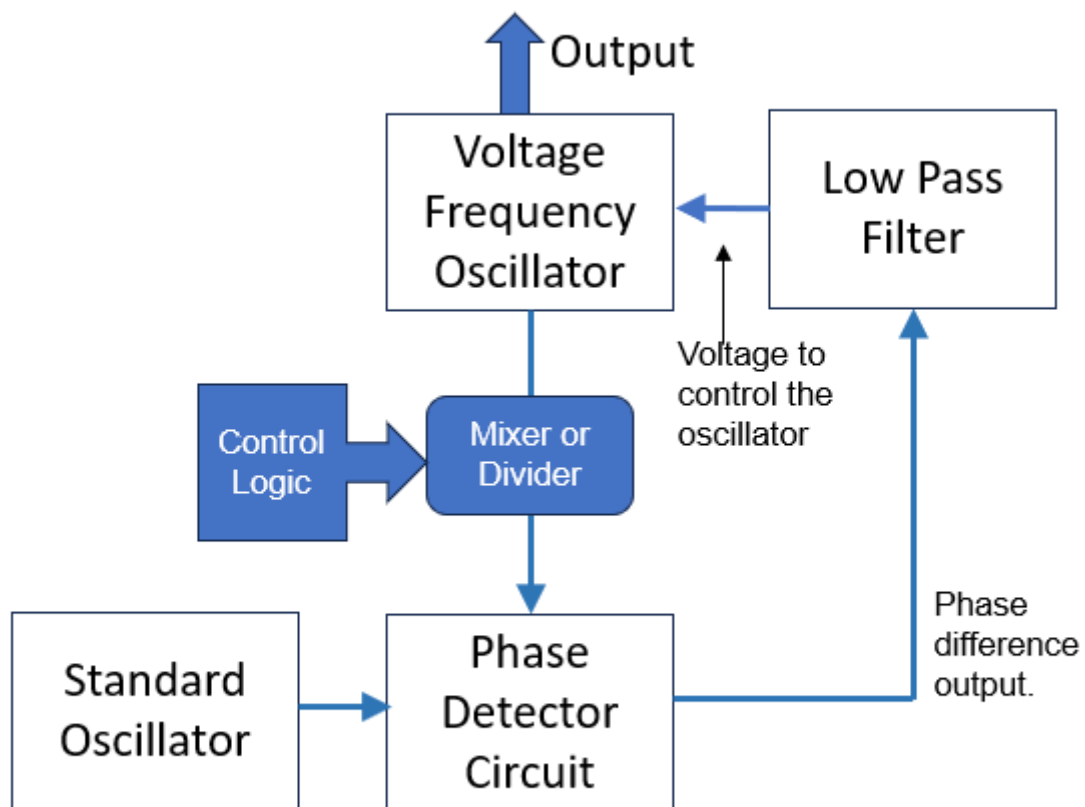 Output
Voltage
Frequency
Oscillator
Low Pass
Filter
Voltage to
control the
oscillator
Control
Logic
Mixer or
Divider
Phase
difference
output.
Standard
Oscillator
Phase
Detector
Circuit